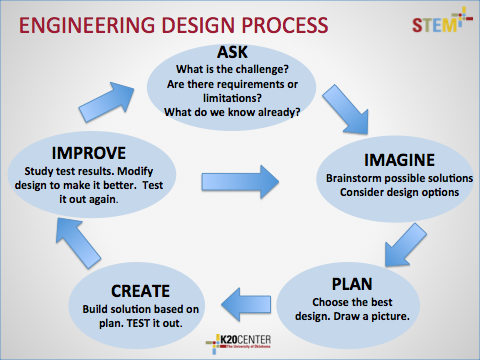 ENGINEERING DESIGN PROCESS
STEM
ASK
What is the challenge?
Are there requirements or
limitations?
What do we know already?
IMPROVE
Study test results. Modify
design to make it better. Test
it out again.
IMAGINE
Brainstorm possible solutions
Consider design options
CREATE
Build solution based on
plan. TEST it out.
PLAN
Choose the best
design. Draw a picture.
K20CENTER
The University of Oklahoma